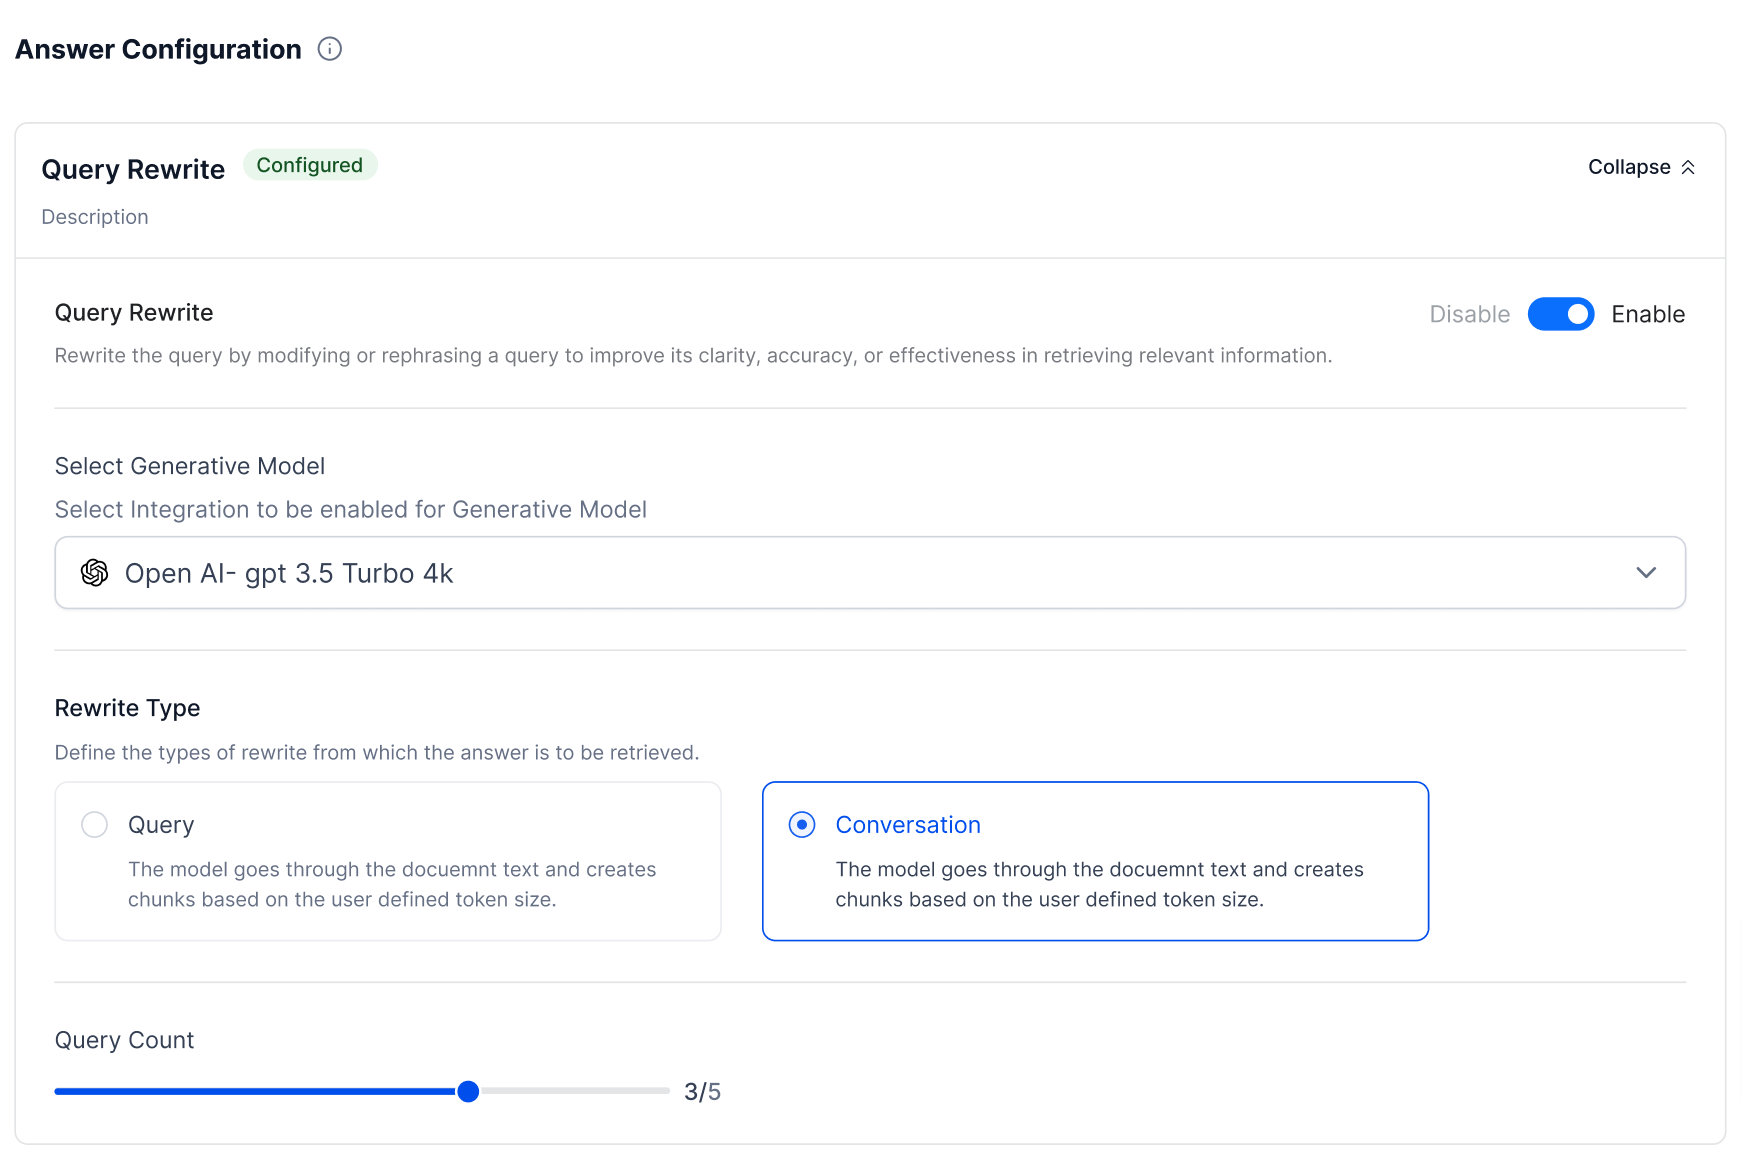 Answer Configuration
Query Rewrite Configured
Collapse
Description
Query Rewrite
Disable Enable
Rewrite the query by modifying or rephrasing a query to improve its clarity, accuracy, or effectiveness in retrieving relevant information.
Select Generative Model
Select Integration to be enabled for Generative Model
Open AI- gpt 3.5 Turbo 4k
Rewrite Type
Define the types of rewrite from which the answer is to be retrieved.
Query
The model goes through the docuemnt text and creates
chunks based on the user defined token size.
Conversation
The model goes through the docuemnt text and creates
chunks based on the user defined token size.
Query Count
3/5